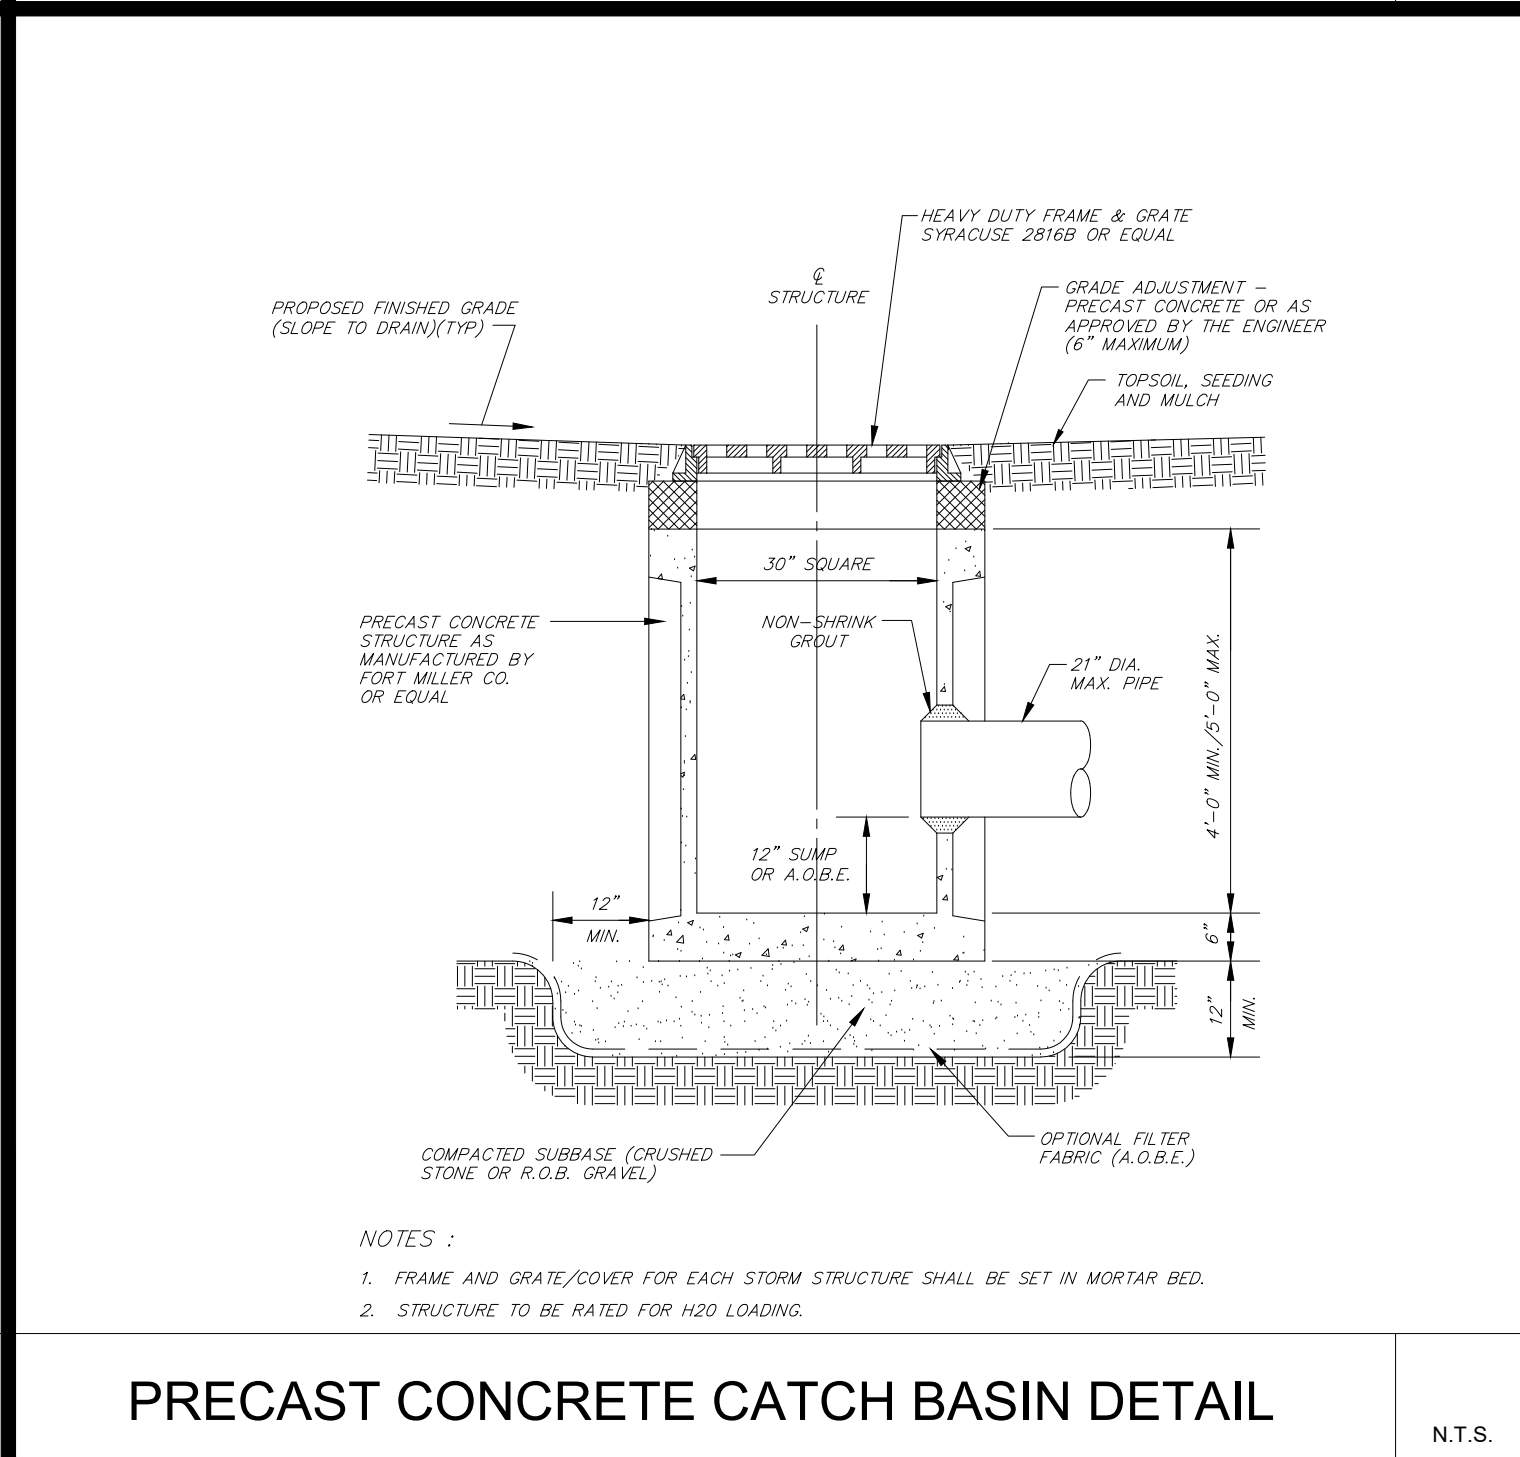 HEAVY DUTY FRAME & GRATE
SYRACUSE 2816B OR EQUAL
℄
STRUCTURE
GRADE ADJUSTMENT –
PRECAST CONCRETE OR AS
APPROVED BY THE ENGINEER
(6" MAXIMUM)
PROPOSED FINISHED GRADE
(SLOPE TO DRAIN)(TYP)
TOPSOIL, SEEDING
AND MULCH
30" SQUARE
PRECAST CONCRETE
STRUCTURE AS
MANUFACTURED BY
FORT MILLER CO.
OR EQUAL
NON–SHRINK
GROUT
21" DIA.
MAX. PIPE
4'–0" MIN./5'–0" MAX.
12" SUMP
OR A.O.B.E.
12"
MIN.
6"
12"
MIN.
COMPACTED SUBBASE (CRUSHED
STONE OR R.O.B. GRAVEL)
OPTIONAL FILTER
FABRIC (A.O.B.E.)
NOTES :
1. FRAME AND GRATE/COVER FOR EACH STORM STRUCTURE SHALL BE SET IN MORTAR BED.
2. STRUCTURE TO BE RATED FOR H20 LOADING.
PRECAST CONCRETE CATCH BASIN DETAIL
N.T.S.